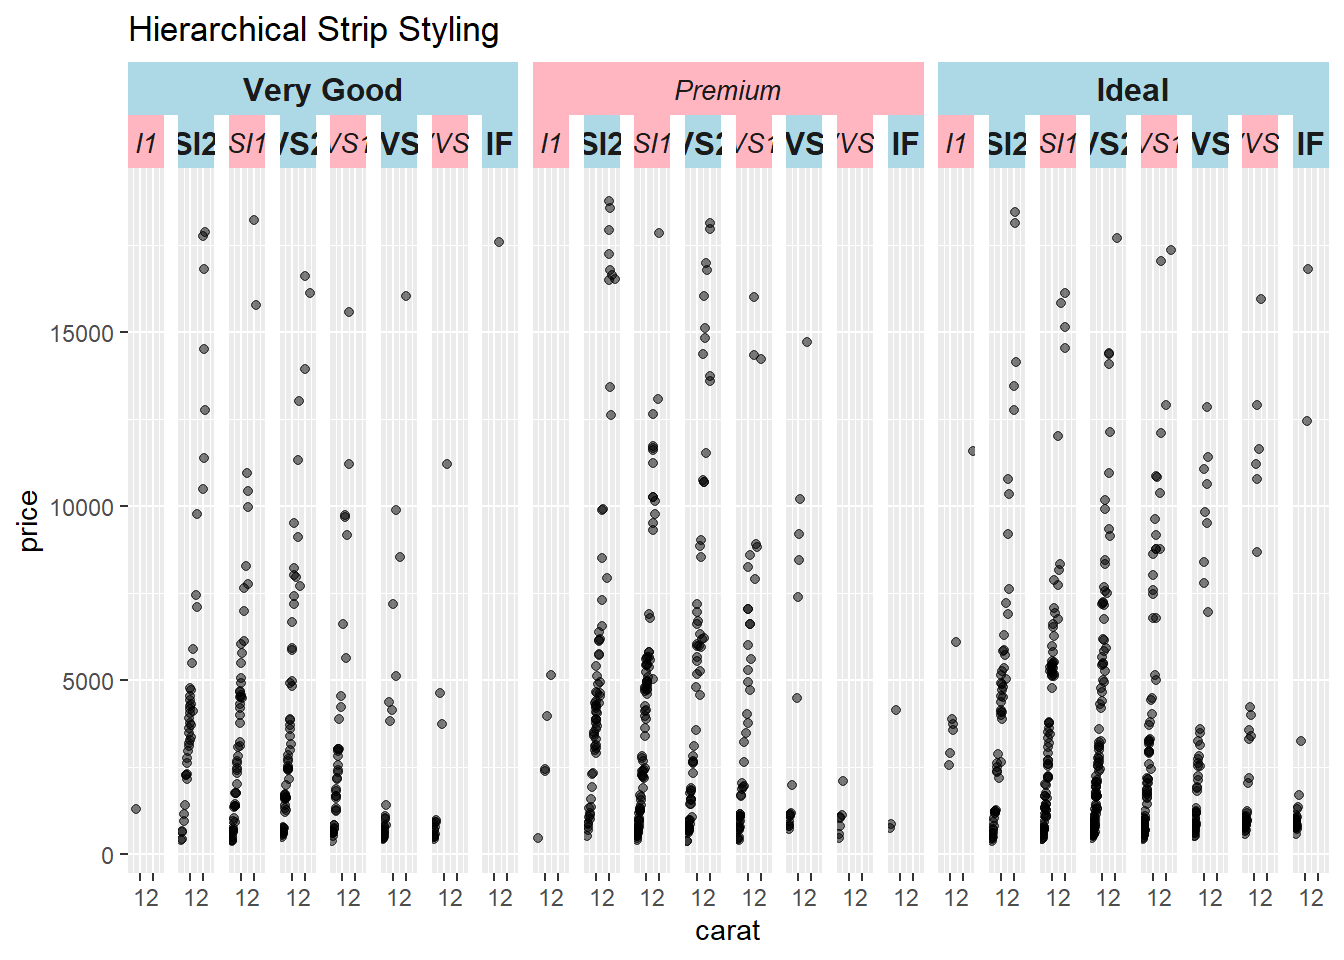 Hierarchical Strip Styling
Very Good Premium Ideal
I1 SI2 SI1 VS2 VS1 VS VVS IF I1 SI2 SI1 VS2 VS1 VS VVS IF I1 SI2 SI1 VS2 VS1 VS VVS IF
15000
10000
5000
0
price
12 12 12 12 12 12 12 12 12 12 12 12 12 12 12 12 12 12 12 12 12 12 12 12
carat